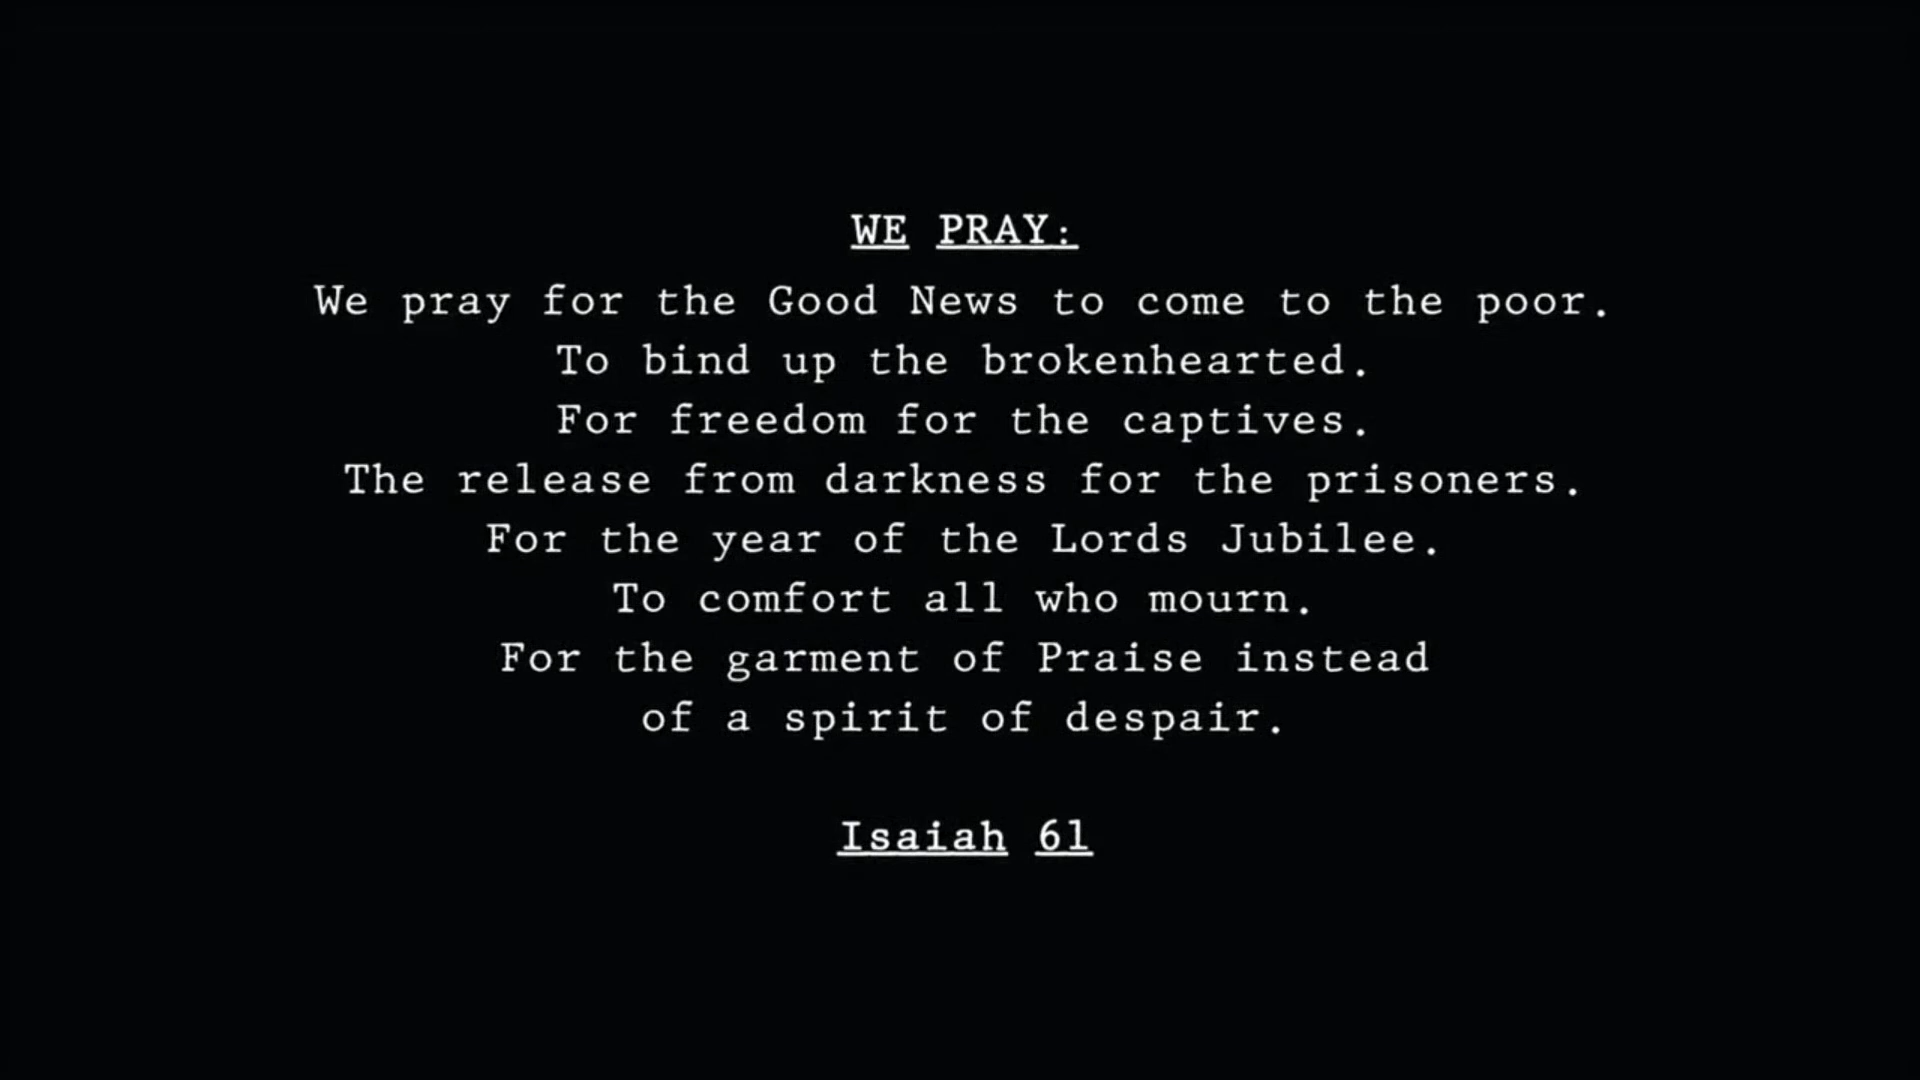 WE PRAY:
We pray for the Good News to come to the poor.
To bind up the brokenhearted.
For freedom for the captives.
The release from darkness for the prisoners.
For the year of the Lords Jubilee.
To comfort all who mourn.
For the garment of Praise instead
of a spirit of despair.
Isaiah 61